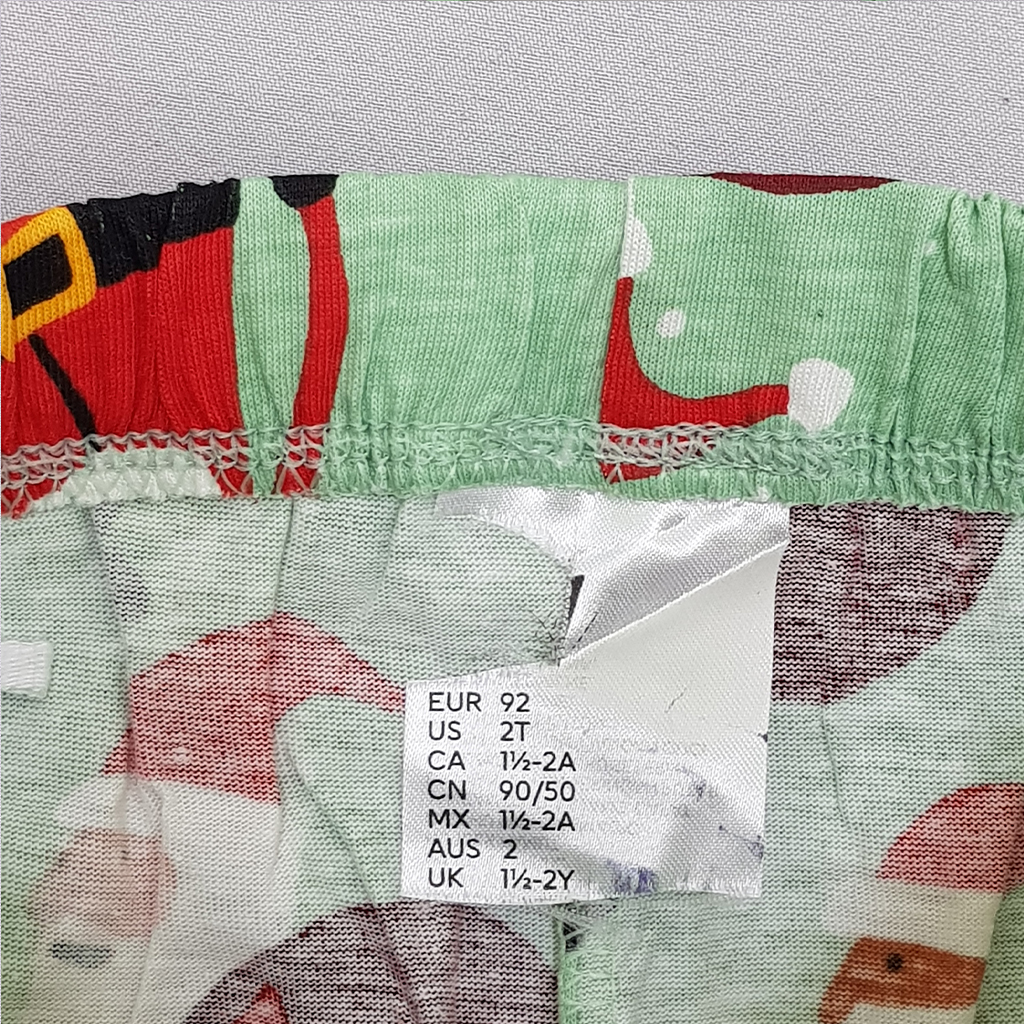 EUR 92
US 2T
CA 1½-2A
CN 90/50
MX 1½-2A
AUS 2
UK 1½-2Y